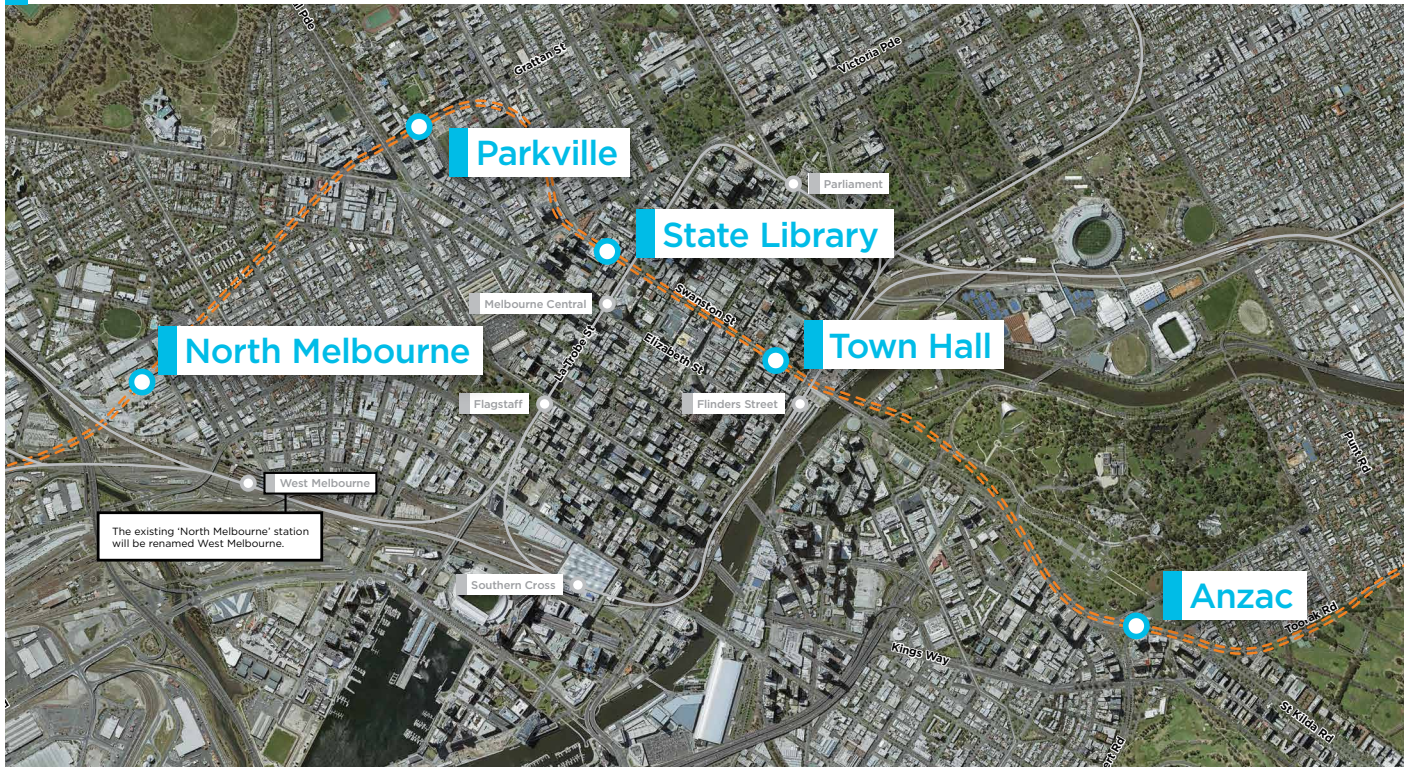 Grattan St
Victoria Pde
Parkville
Parliament
State Library
Melbourne Central
Swanston St
La Trobe St
Elizabeth St
North Melbourne
Town Hall
Flagstaff
Flinders Street
Punt Rd
West Melbourne
The existing ‘North Melbourne’ station
will be renamed West Melbourne.
Southern Cross
Anzac
Toorak Rd
Kings Way
St Kilda Rd